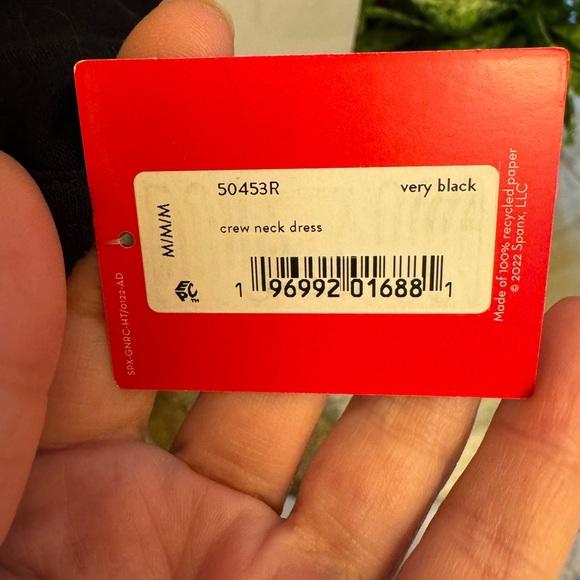 50453R very black
M/M/M
crew neck dress
EPC™
1 96992 01688 1
SPX-GNRC-HT/0122-AD
Made of 100% recycled paper
© 2022 Spanx, LLC